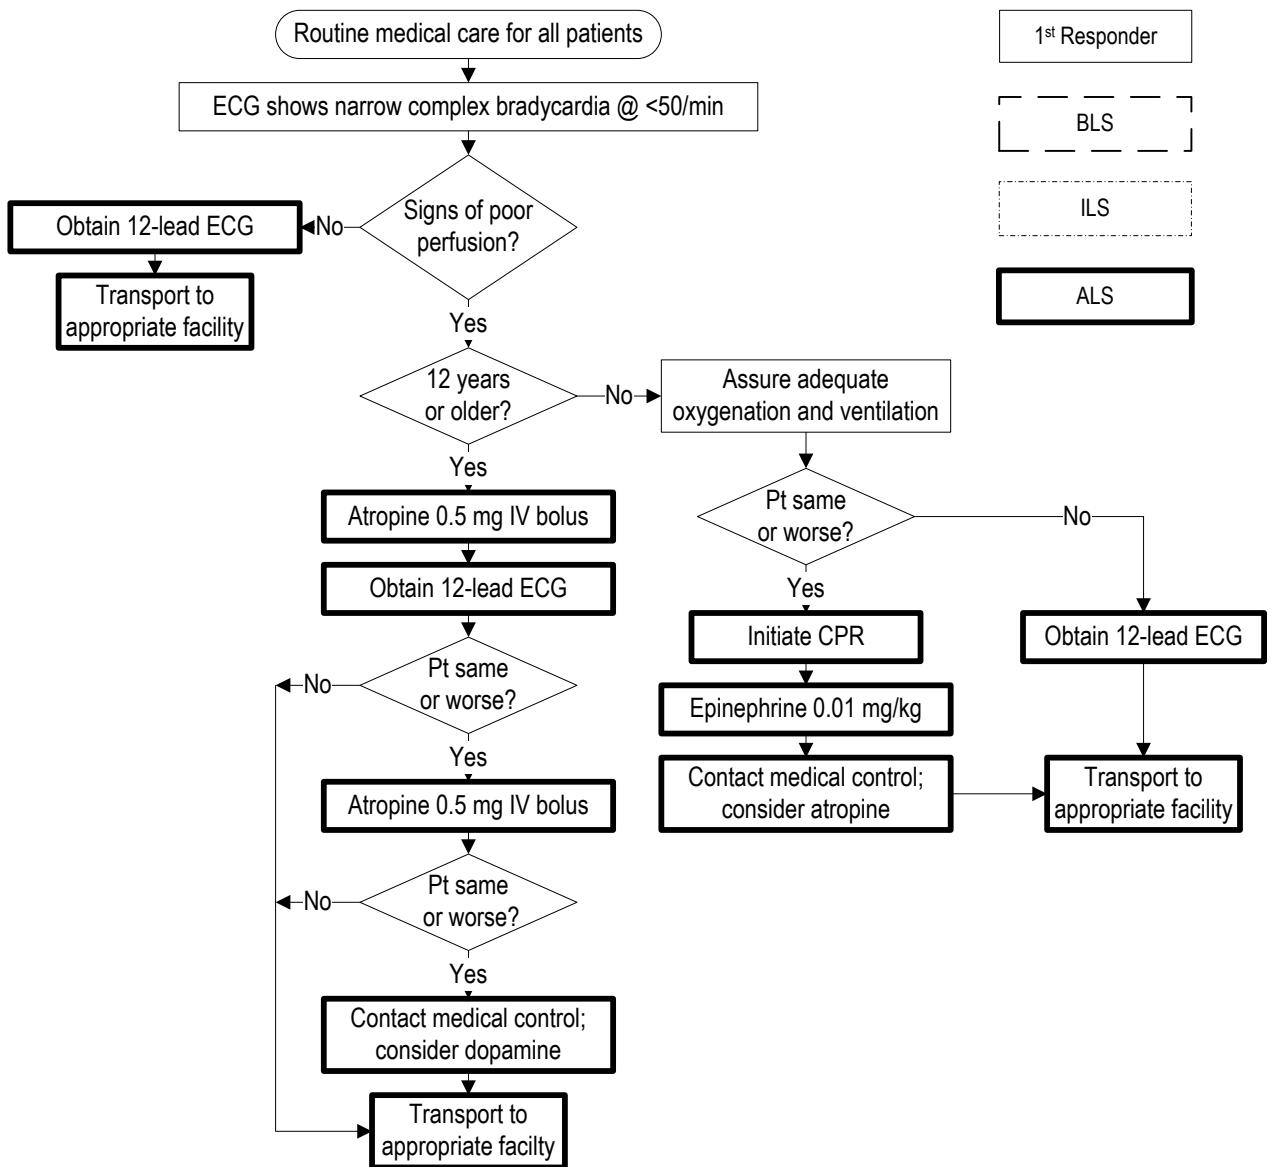 Routine medical care for all patients
ECG shows narrow complex bradycardia @ <50/min
Signs of poor
perfusion?
No
Obtain 12-lead ECG
Transport to
appropriate facility
Yes
12 years
or older?
No
Assure adequate
oxygenation and ventilation
Yes
Atropine 0.5 mg IV bolus
Obtain 12-lead ECG
Pt same
or worse?
No
Yes
Atropine 0.5 mg IV bolus
Pt same
or worse?
No
Yes
Contact medical control;
consider dopamine
Transport to
appropriate facilty
Pt same
or worse?
No
Yes
Initiate CPR
Epinephrine 0.01 mg/kg
Contact medical control;
consider atropine
Obtain 12-lead ECG
Transport to
appropriate facility
1st Responder
BLS
ILS
ALS